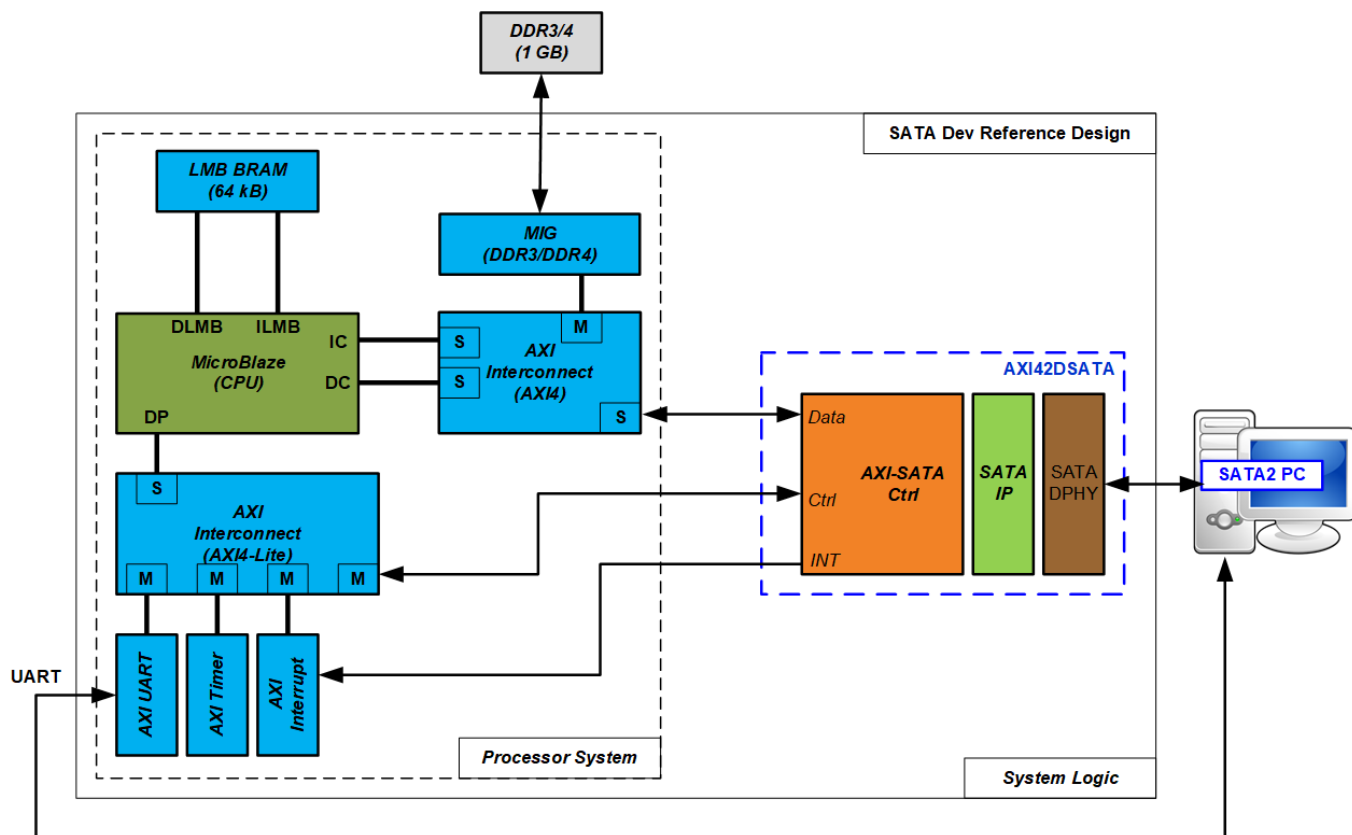 DDR3/4
(1 GB)
SATA Dev Reference Design
LMB BRAM
(64 kB)
MIG
(DDR3/DDR4)
DLMB
ILMB
IC
DC
DP
MicroBlaze
(CPU)
S
S
M
AXI
Interconnect
(AXI4)
S
AXI42DSATA
Data
Ctrl
INT
AXI-SATA
Ctrl
SATA
IP
SATA
DPHY
SATA2 PC
S
AXI
Interconnect
(AXI4-Lite)
M
M
M
M
UART
AXI UART
AXI Timer
AXI
Interrupt
Processor System
System Logic